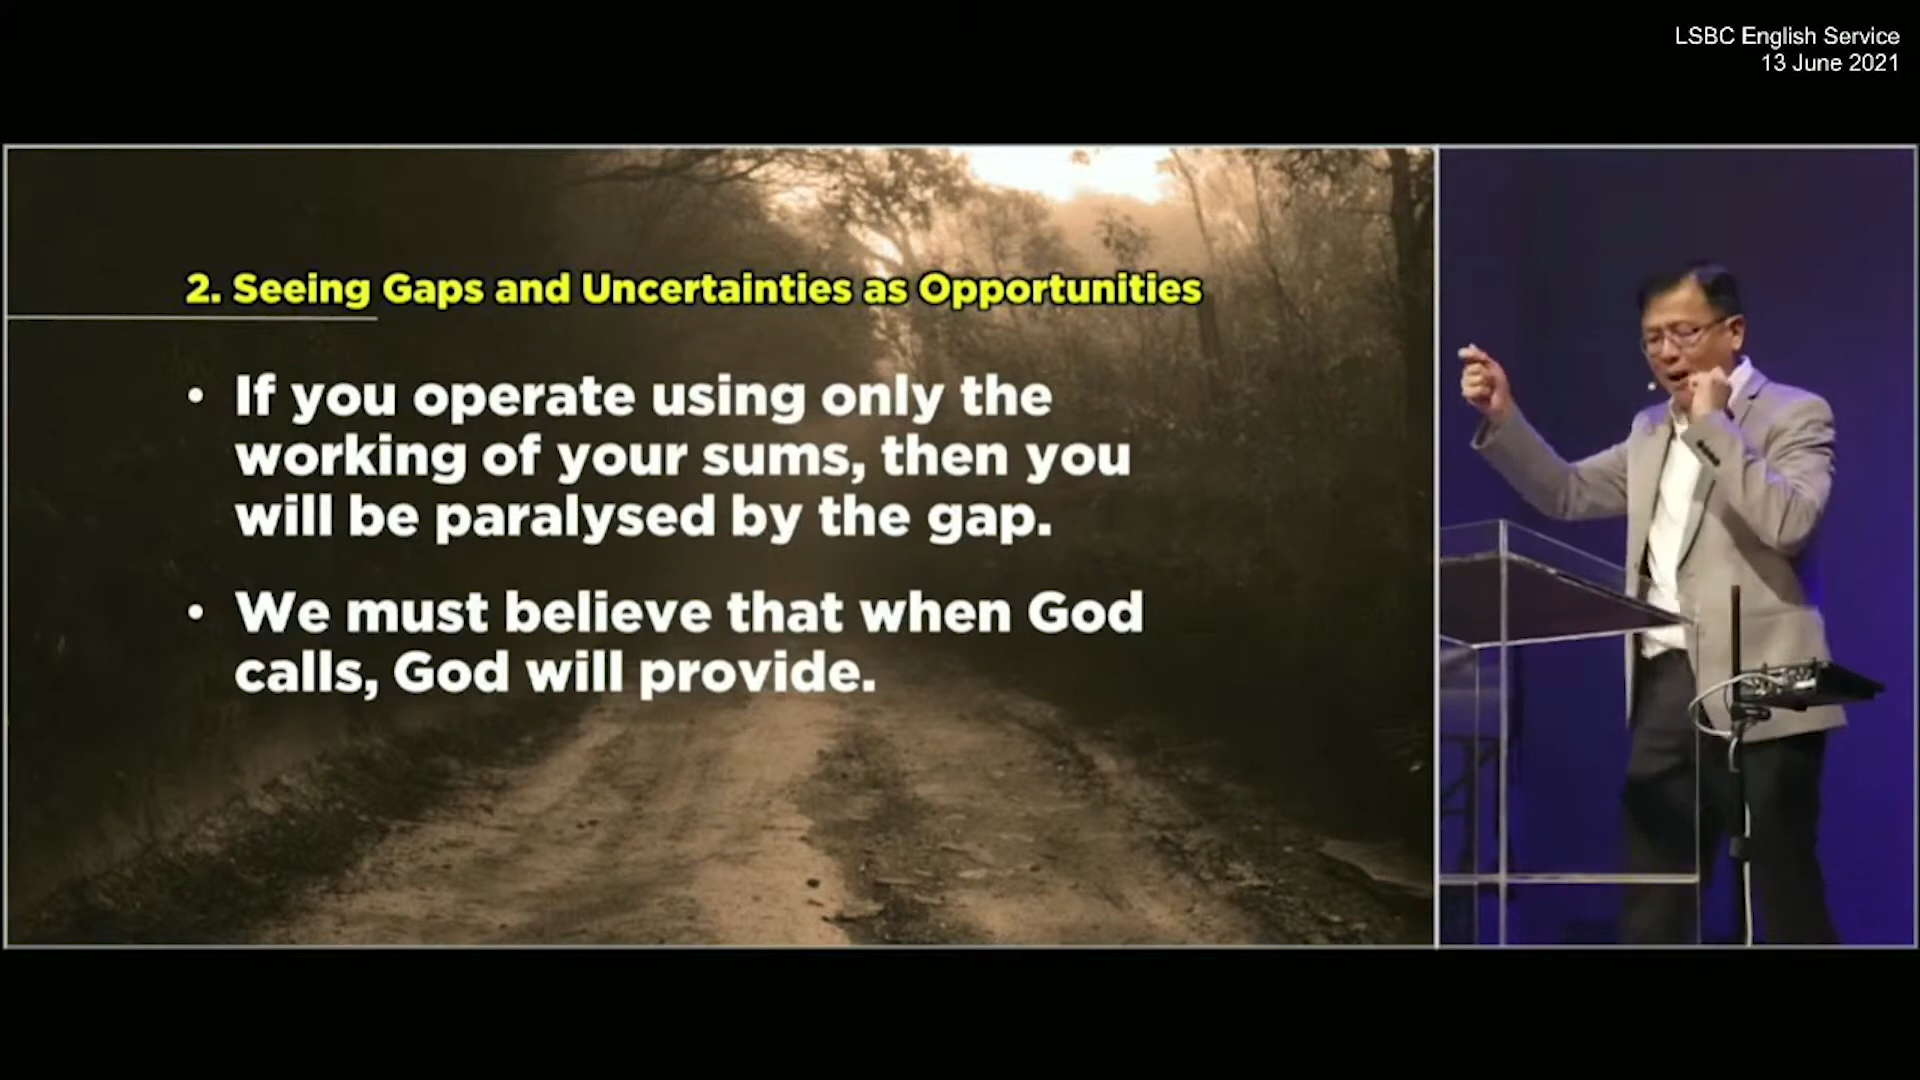 LSBC English Service
13 June 2021
2. Seeing Gaps and Uncertainties as Opportunities
• If you operate using only the
working of your sums, then you
will be paralysed by the gap.
• We must believe that when God
calls, God will provide.